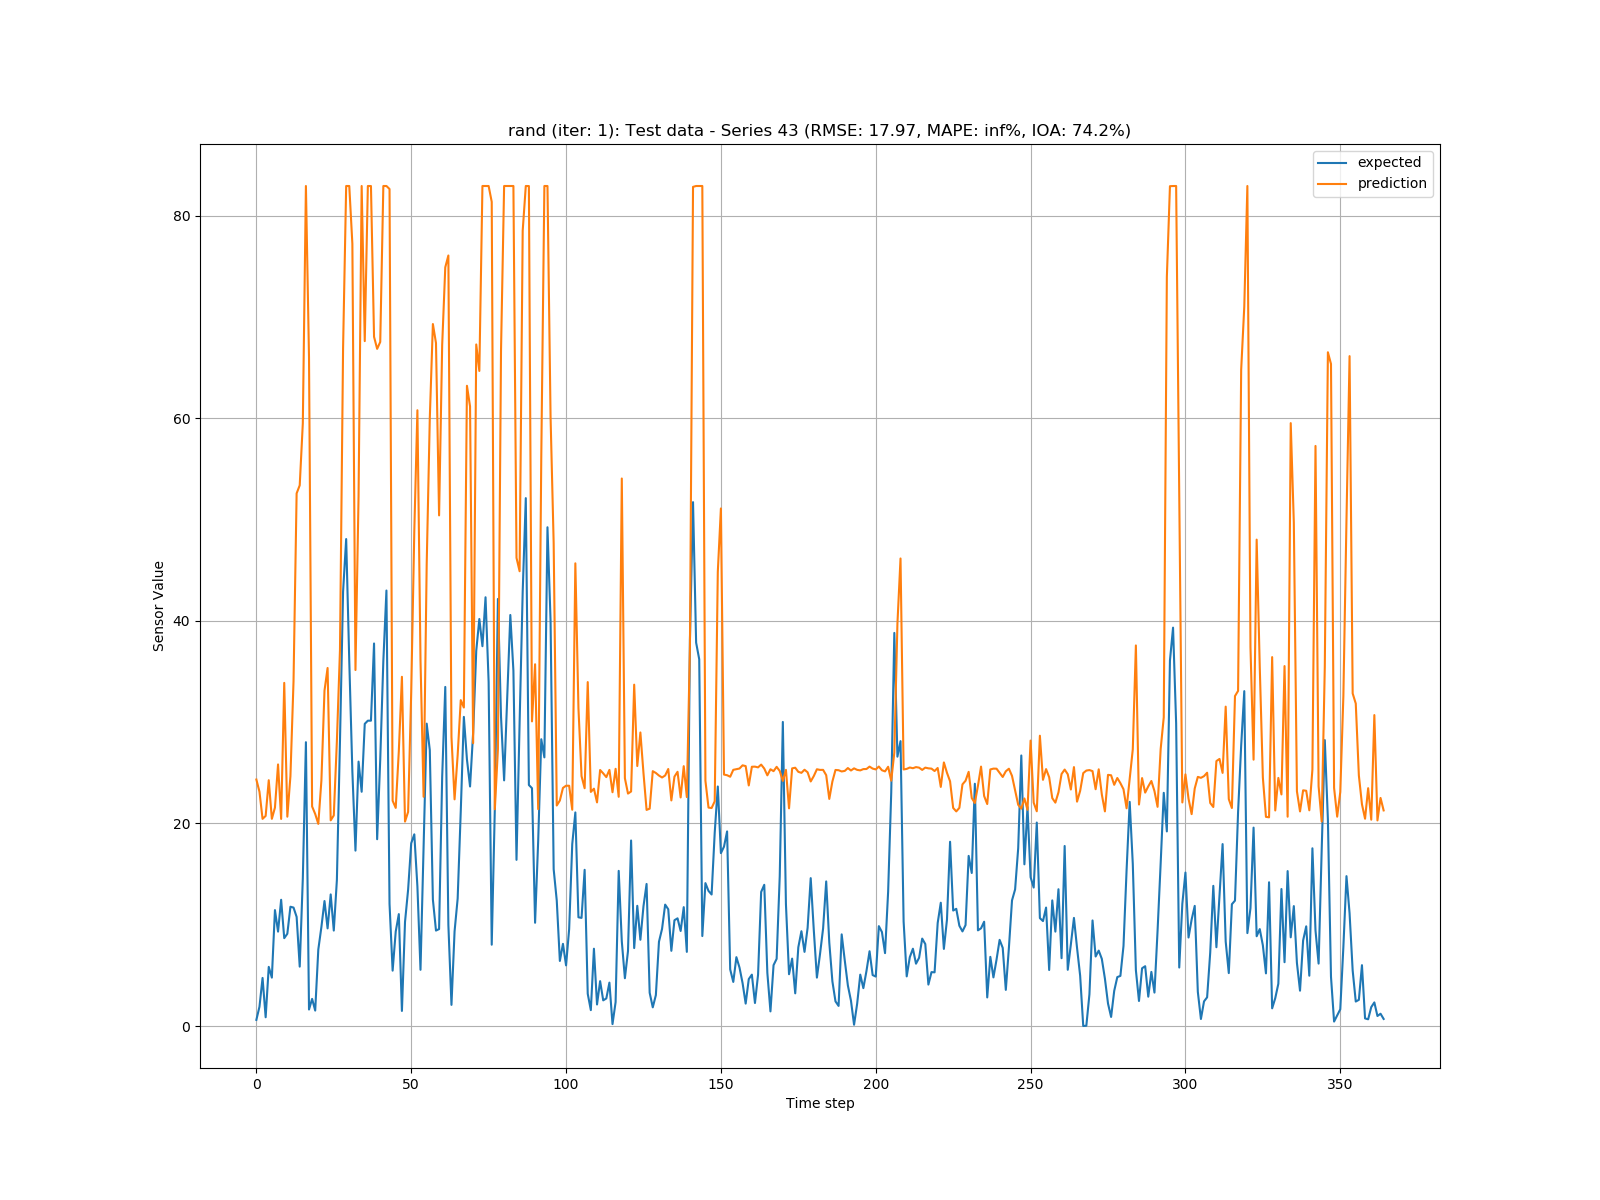 rand (iter: 1): Test data - Series 43 (RMSE: 17.97, MAPE: inf%, IOA: 74.2%)
expected
prediction
80
60
40
20
0
Sensor Value
0 50 100 150 200 250 300 350
Time step